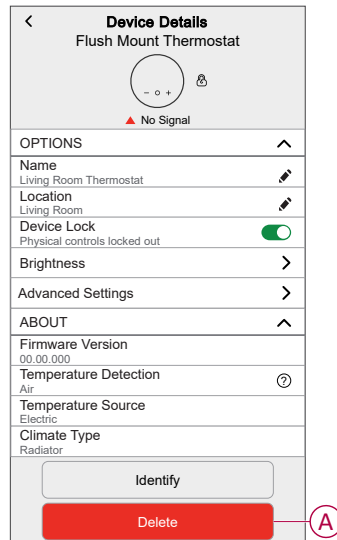 Device Details
Flush Mount Thermostat
- o +
No Signal
OPTIONS
Name
Living Room Thermostat
Location
Living Room
Device Lock
Physical controls locked out
Brightness
Advanced Settings
ABOUT
Firmware Version
00.00.000
Temperature Detection
Air
?
Temperature Source
Electric
Climate Type
Radiator
Identify
Delete
A